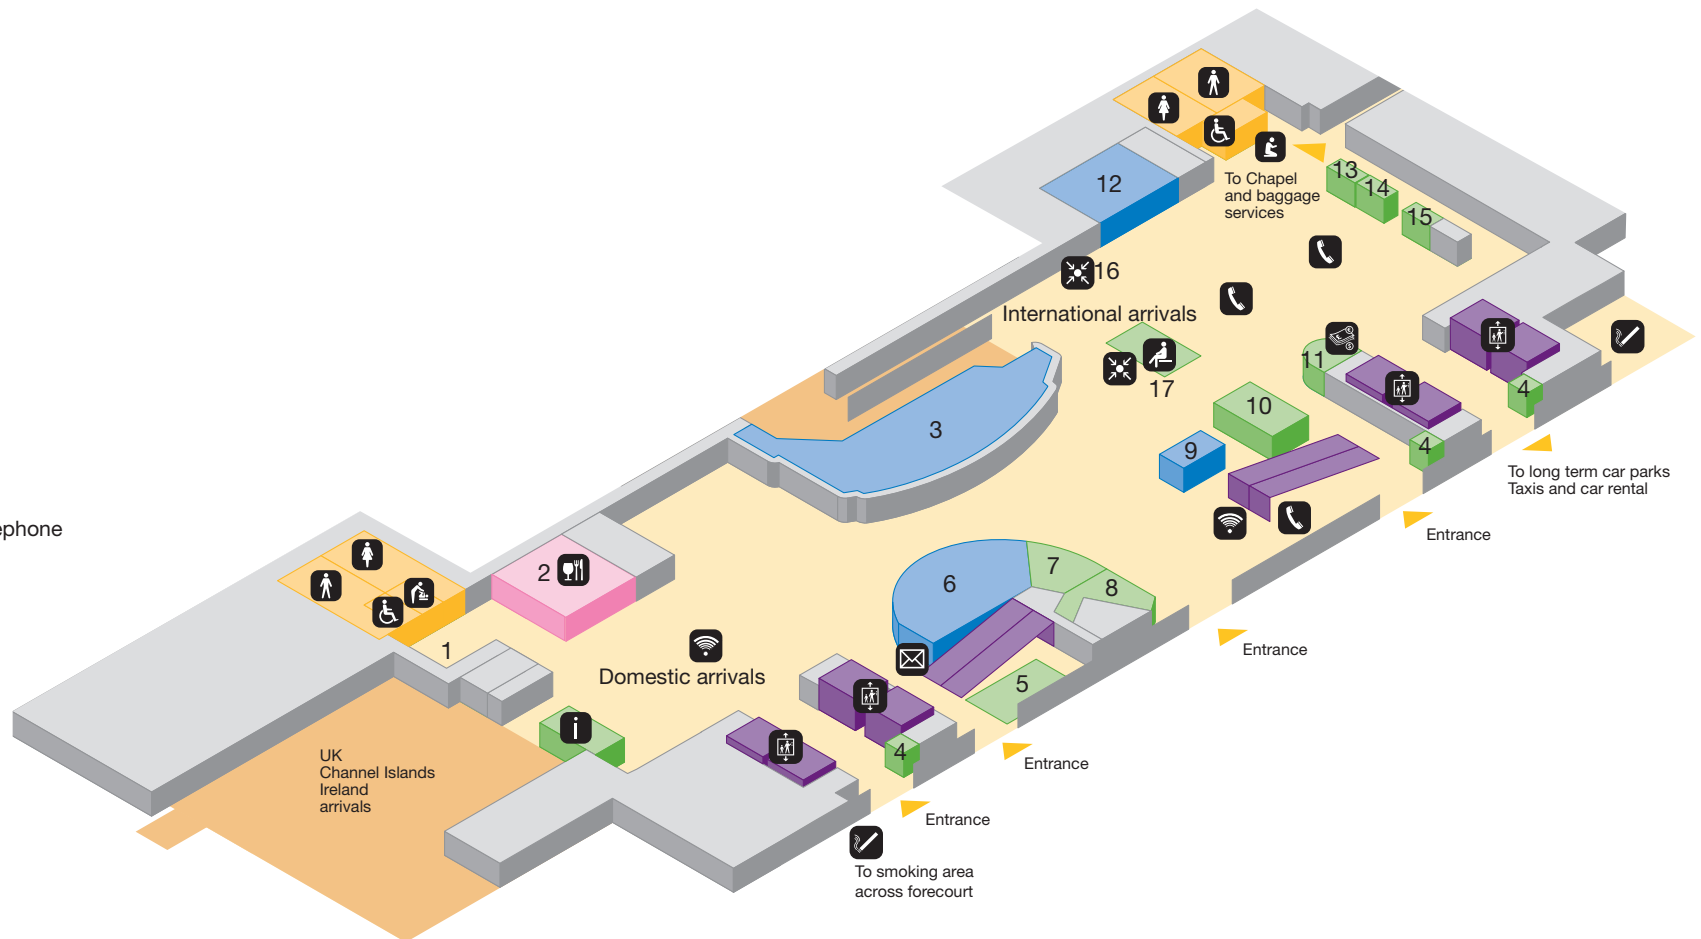 12
To Chapel
and baggage
services
13
14
15
16
International arrivals
17
11
4
10
4
9
3
To long term car parks
Taxis and car rental
Entrance
ephone
2
6
7
8
1
Entrance
Domestic arrivals
5
i
4
UK
Channel Islands
Ireland
arrivals
Entrance
Entrance
To smoking area
across forecourt